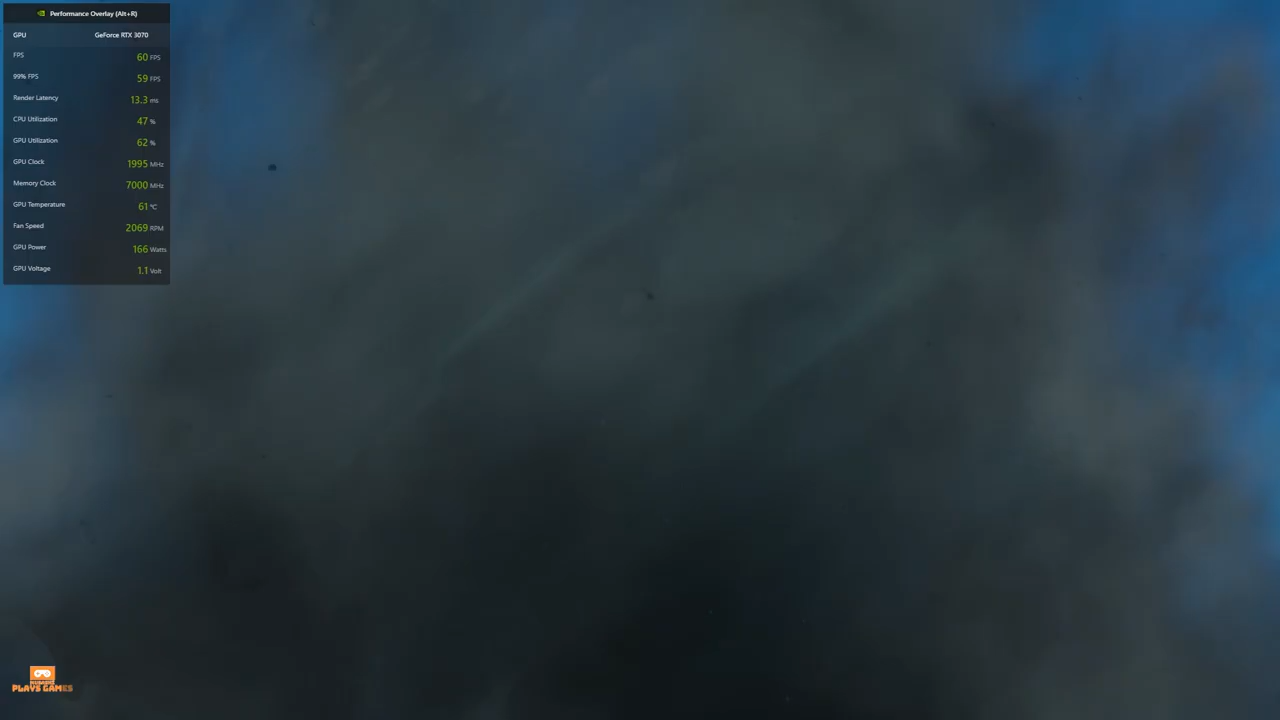 Performance Overlay (Alt+R)
GPU GeForce RTX 3070
FPS 60 FPS
99% FPS 59 FPS
Render Latency 13.3 ms
CPU Utilization 47 %
GPU Utilization 62 %
GPU Clock 1995 MHz
Memory Clock 7000 MHz
GPU Temperature 61 °C
Fan Speed 2069 RPM
GPU Power 166 Watts
GPU Voltage 1.1 Volt
PLAYS GAMES